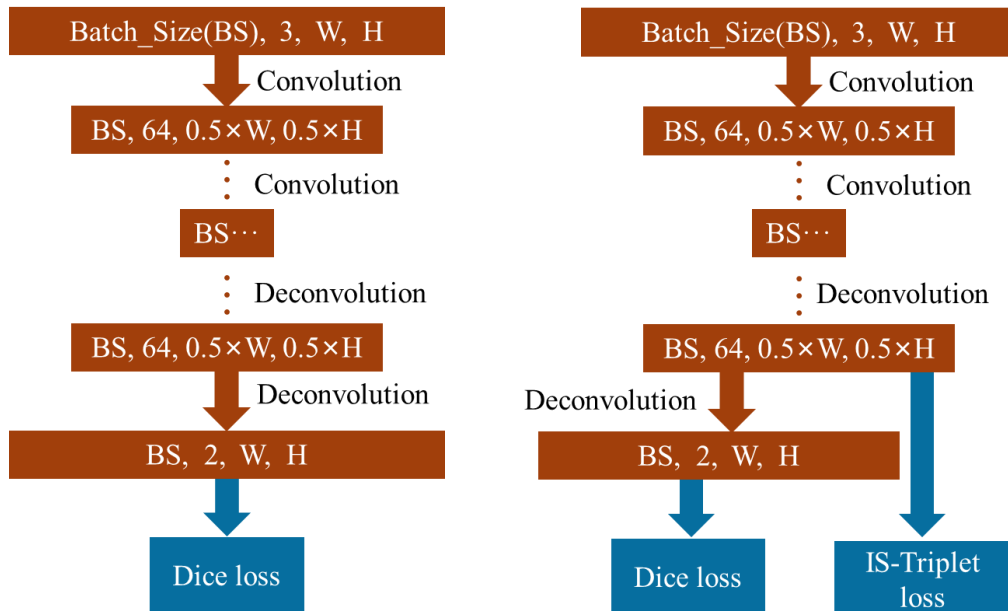 Batch_Size(BS), 3, W, H
Convolution
BS, 64, 0.5×W, 0.5×H
Convolution
BS···
Deconvolution
BS, 64, 0.5×W, 0.5×H
Deconvolution
BS, 2, W, H
Dice loss
Batch_Size(BS), 3, W, H
Convolution
BS, 64, 0.5×W, 0.5×H
Convolution
BS···
Deconvolution
BS, 64, 0.5×W, 0.5×H
Deconvolution
BS, 2, W, H
Dice loss
IS-Triplet
loss